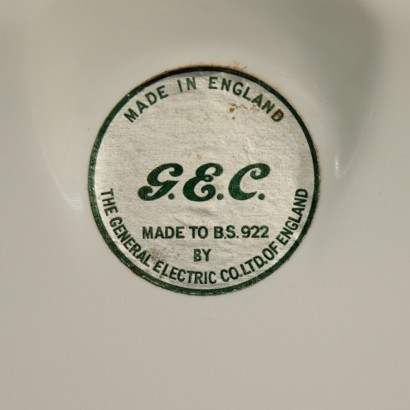 MADE IN ENGLAND
G.E.C.
MADE TO B.S. 922
BY
THE GENERAL ELECTRIC CO.LTD.OF ENGLAND